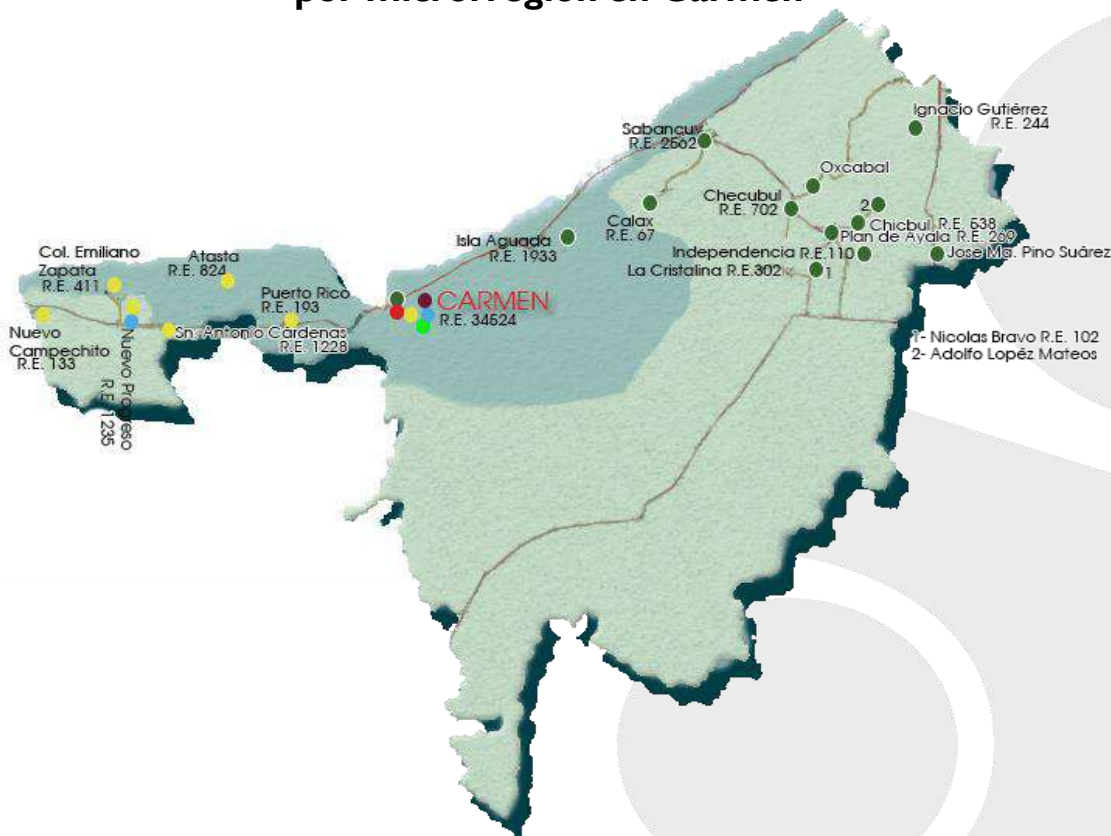 por microrregión en Carmen
Ignacio Gutiérrez
R.E. 244
Sabancuy
R.E. 2562
Oxcabal
Checubul
R.E. 702
2
Calax
R.E. 67
Chicbul R.E. 538
Plan de Ayala R.E. 269
Isla Aguada
R.E. 1933
Independencia R.E.110
Jose Ma. Pino Suárez
La Cristalina R.E.302
1
Col. Emiliano
Zapata
R.E. 411
Atasta
R.E. 824
Puerto Rico
R.E. 193
CARMEN
R.E. 34524
Nuevo
Campechito
R.E. 133
Nuevo Progreso
R.E. 1235
Sn. Antonio Cárdenas
R.E. 1228
1- Nicolas Bravo R.E. 102
2- Adolfo Lopéz Mateos